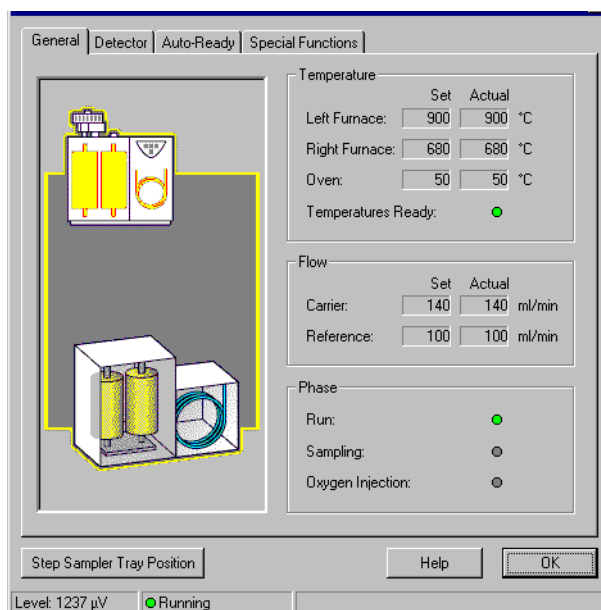 General Detector Auto-Ready Special Functions
Temperature
Set Actual
Left Furnace: 900 900 °C
Right Furnace: 680 680 °C
Oven: 50 50 °C
Temperatures Ready:
Flow
Set Actual
Carrier: 140 140 ml/min
Reference: 100 100 ml/min
Phase
Run:
Sampling:
Oxygen Injection:
Step Sampler Tray Position Help OK
Level: 1237 µV Running